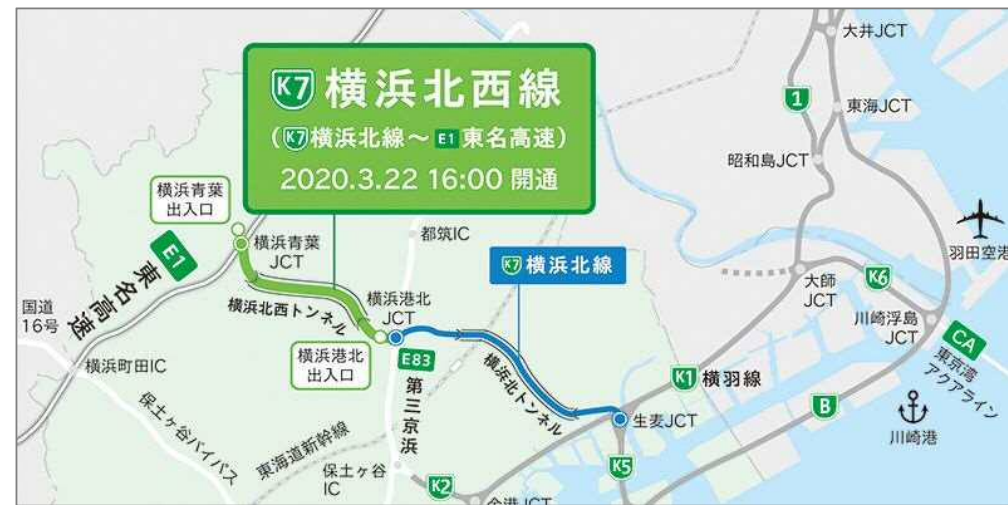 K7 横浜北西線
(K7横浜北線～E1東名高速)
2020.3.22 16:00 開通
大井JCT
1
東海JCT
昭和島JCT
横浜青葉
出入口
都筑IC
羽田空港
E1
東名高速
横浜青葉
JCT
K7 横浜北線
大師
JCT
K6
国道
16号
横浜北西トンネル
横浜港北
JCT
川崎浮島
JCT
CA
東京湾
アクアライン
横浜町田IC
横浜港北
出入口
E83
第三京浜
横浜北トンネル
K1 横羽線
B
川崎港
保土ヶ谷バイパス
東海道新幹線
生麦JCT
保土ヶ谷
IC
K2
K5
金港JCT